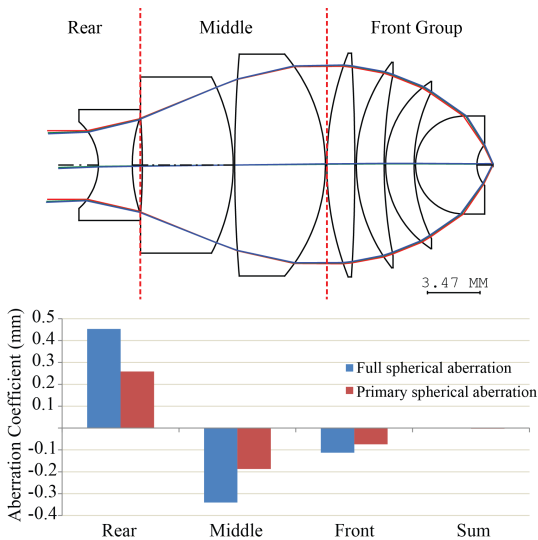 Rear Middle Front Group
3.47 MM
Aberration Coefficient (mm)
0.5
0.4
0.3
0.2
0.1
-0.1
-0.2
-0.3
-0.4
Full spherical aberration
Primary spherical aberration
Rear Middle Front Sum